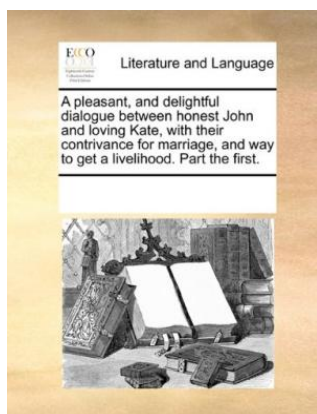 ECCO
Literature and Language
A pleasant, and delightful
dialogue between honest John
and loving Kate, with their
contrivance for marriage, and way
to get a livelihood. Part the first.